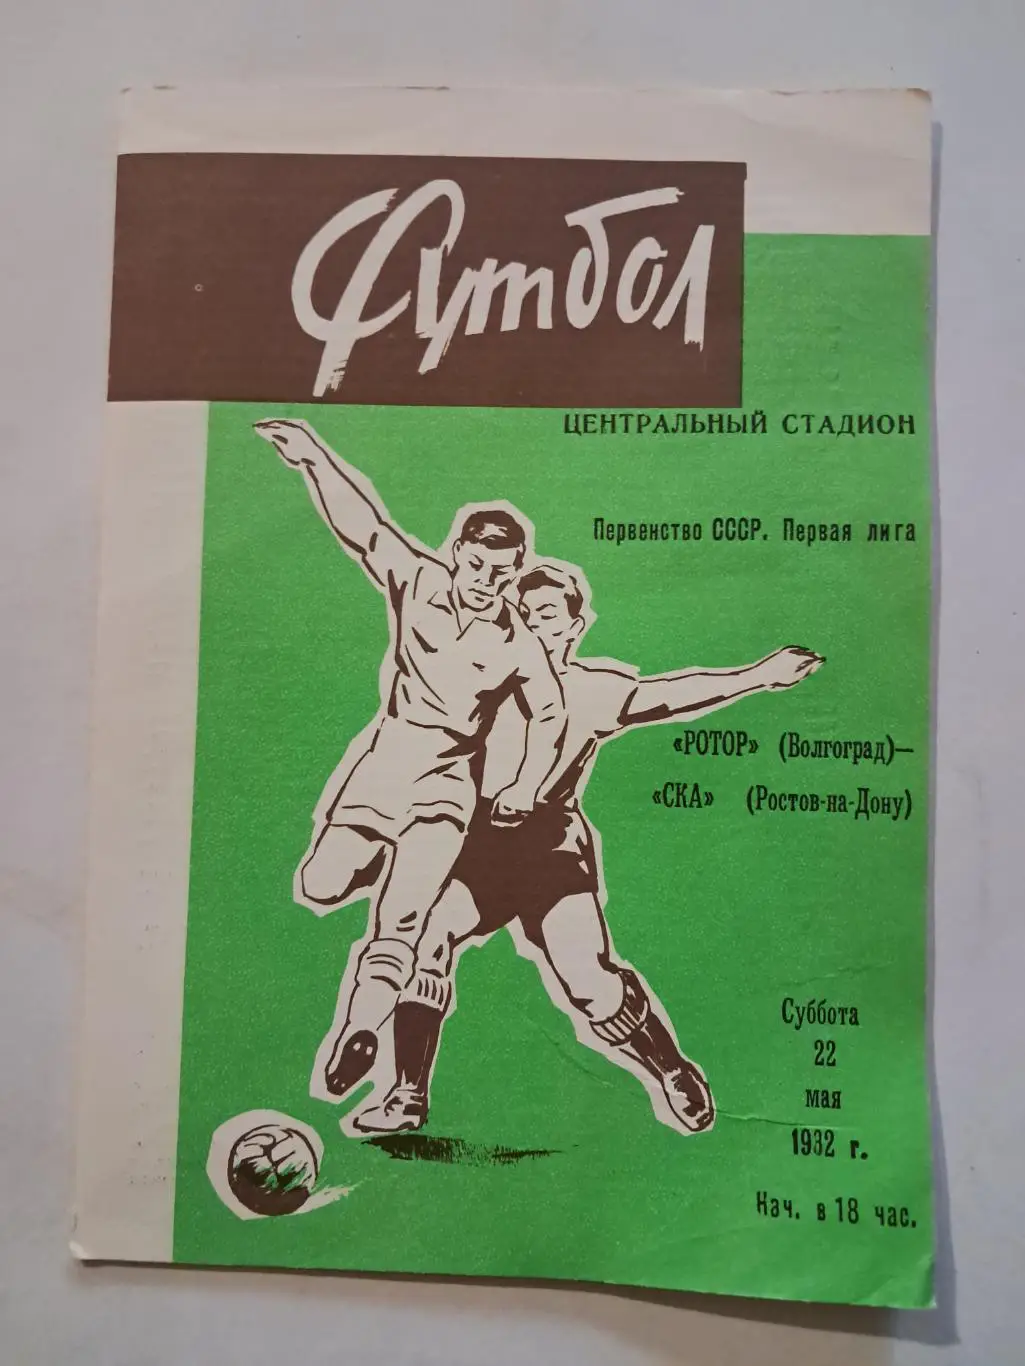 Футбол
ЦЕНТРАЛЬНЫЙ СТАДИОН
Первенство СССР. Первая лига
«РОТОР» (Волгоград)—
«СКА» (Ростов-на-Дону)
Суббота
22
мая
1982 г.
Нач. в 18 час.